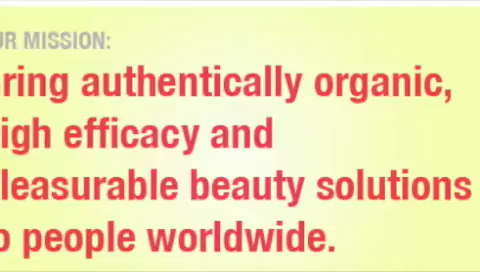 UR MISSION:
ring authentically organic,
igh efficacy and
leasurable beauty solutions
o people worldwide.